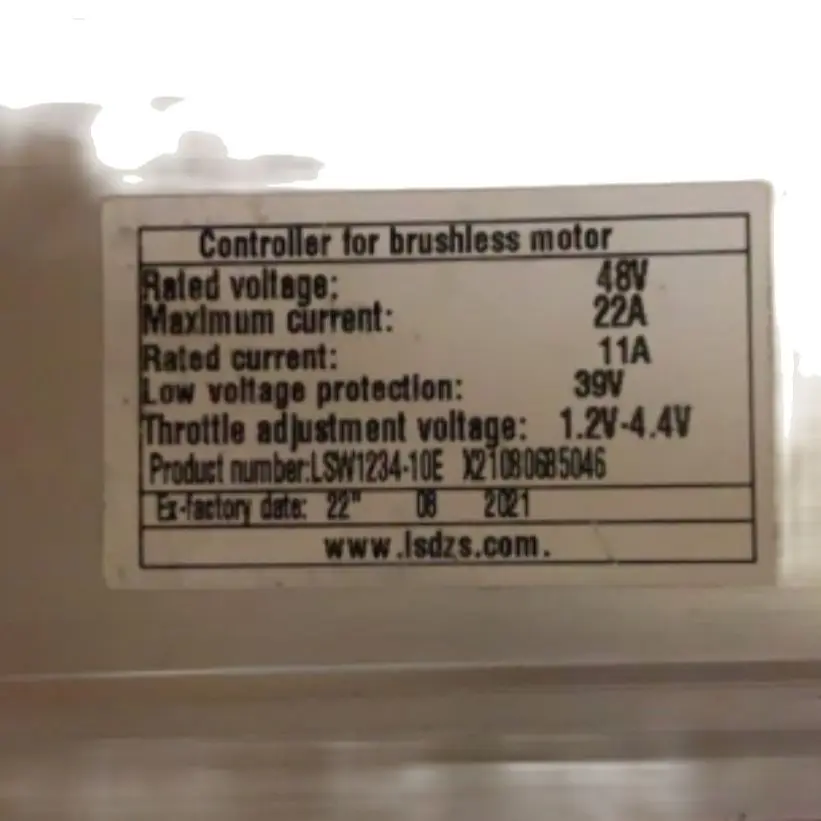 Controller for brushless motor
Rated voltage: 48V
Maximum current: 22A
Rated current: 11A
Low voltage protection: 39V
Throttle adjustment voltage: 1.2V-4.4V
Product number:LSW1234-10E X210806B5046
Ex-factory date: 22" 08 2021
www.lsdzs.com.